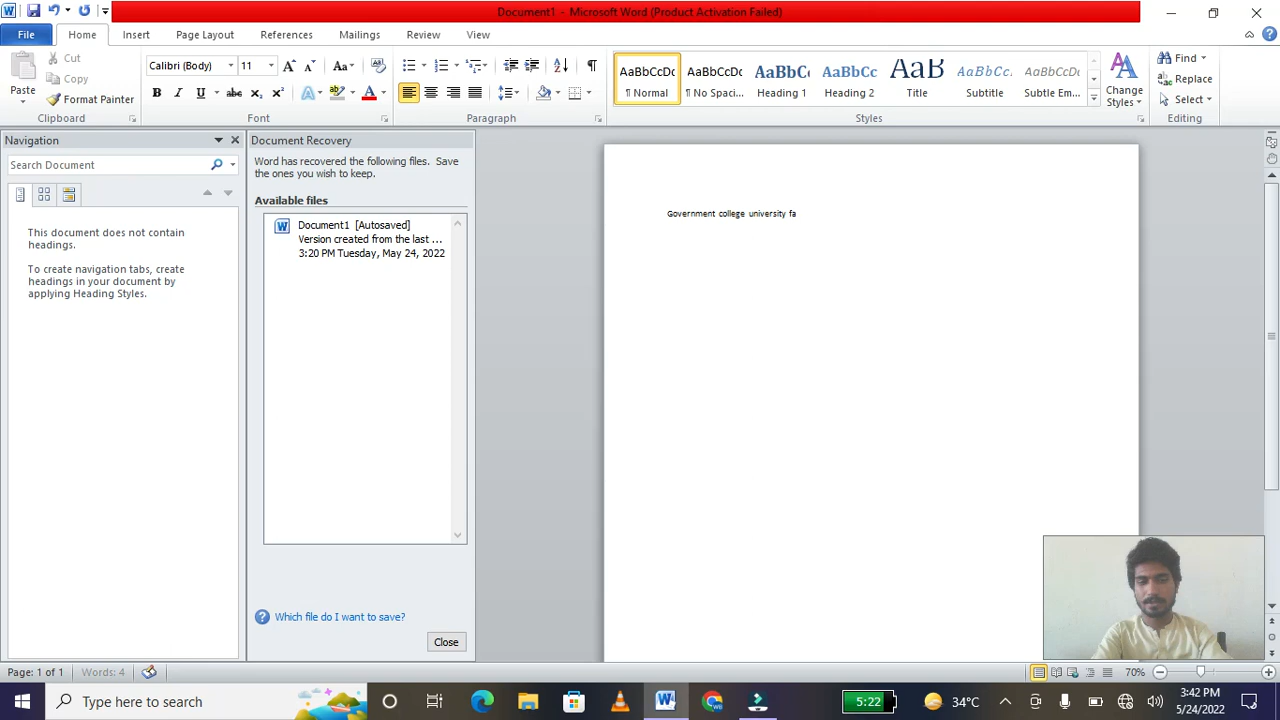 Document1 - Microsoft Word (Product Activation Failed)
File Home Insert Page Layout References Mailings Review View
Paste
Cut
Copy
Format Painter
Clipboard
Calibri (Body) 11
Font
Paragraph
AaBbCcDc AaBbCcDc AaBbCc AaBbCc AaB AaBbCc. AaBbCcDc
¶ Normal ¶ No Spaci... Heading 1 Heading 2 Title Subtitle Subtle Em...
Change Styles
Styles
Find
Replace
Select
Editing
Navigation
Search Document
This document does not contain
headings.
To create navigation tabs, create
headings in your document by
applying Heading Styles.
Document Recovery
Word has recovered the following files. Save
the ones you wish to keep.
Available files
Document1 [Autosaved]
Version created from the last ...
3:20 PM Tuesday, May 24, 2022
Which file do I want to save?
Close
Government college university fa
Page: 1 of 1 Words: 4
70%
Type here to search
5:22
34°C
3:42 PM
5/24/2022